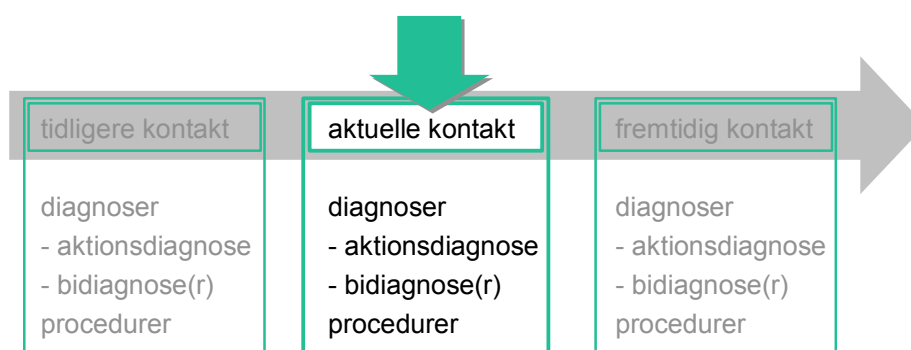 tidligere kontakt
diagnoser
- aktionsdiagnose
- bidiagnose(r)
procedurer
aktuelle kontakt
diagnoser
- aktionsdiagnose
- bidiagnose(r)
procedurer
fremtidig kontakt
diagnoser
- aktionsdiagnose
- bidiagnose(r)
procedurer